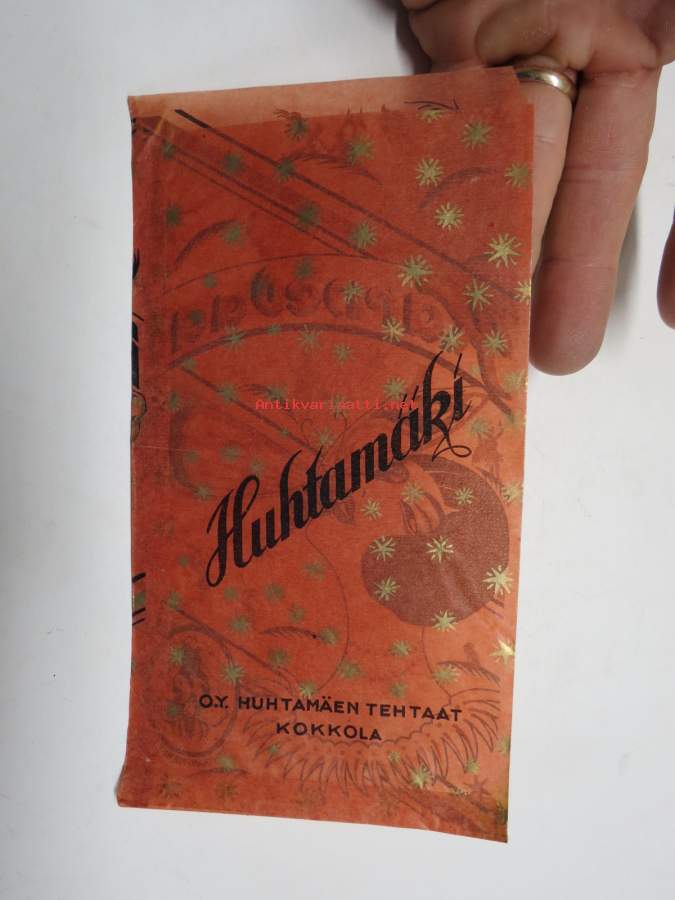 Antikvariaatti.net
Huhtamäki
O.Y. HUHTAMÄEN TEHTAAT
KOKKOLA